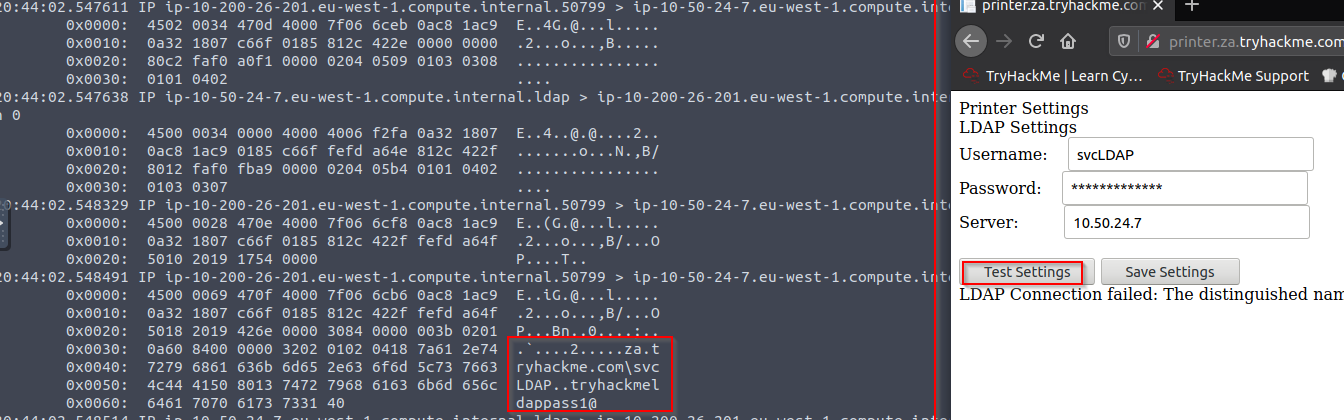 20:44:02.547611 IP ip-10-200-26-201.eu-west-1.compute.internal.50799 > ip-10-50-24-7.eu-west-1.compute.inter
0x0000:  4502 0034 470d 4000 7f06 6ceb 0ac8 1ac9  E..4G.@...l.....
0x0010:  0a32 1807 c66f 0185 812c 422e 0000 0000  .2...o...,B.....
0x0020:  80c2 faf0 a0f1 0000 0204 0509 0103 0308  ................
0x0030:  0101 0402                                ....
20:44:02.547638 IP ip-10-50-24-7.eu-west-1.compute.internal.ldap > ip-10-200-26-201.eu-west-1.compute.inte
n 0
0x0000:  4500 0034 0000 4000 4006 f2fa 0a32 1807  E..4..@.@....2..
0x0010:  0ac8 1ac9 0185 c66f fefd a64e 812c 422f  .......o...N.,B/
0x0020:  8012 faf0 fba9 0000 0204 05b4 0101 0402  ................
0x0030:  0103 0307                                ....
20:44:02.548329 IP ip-10-200-26-201.eu-west-1.compute.internal.50799 > ip-10-50-24-7.eu-west-1.compute.inter
0x0000:  4500 0028 470e 4000 7f06 6cf8 0ac8 1ac9  E..(G.@...l.....
0x0010:  0a32 1807 c66f 0185 812c 422f fefd a64f  .2...o...,B/...O
0x0020:  5010 2019 1754 0000                      P....T..
20:44:02.548491 IP ip-10-200-26-201.eu-west-1.compute.internal.50799 > ip-10-50-24-7.eu-west-1.compute.inter
0x0000:  4500 0069 470f 4000 7f06 6cb6 0ac8 1ac9  E..iG.@...l.....
0x0010:  0a32 1807 c66f 0185 812c 422f fefd a64f  .2...o...,B/...O
0x0020:  5018 2019 426e 0000 3084 0000 003b 0201  P...Bn..0....;..
0x0030:  0a60 8400 0000 3202 0102 0418 7a61 2e74  .`....2.....za.t
0x0040:  7279 6861 636b 6d65 2e63 6f6d 5c73 7663  ryhackme.com\svc
0x0050:  4c44 4150 8013 7472 7968 6163 6b6d 656c  LDAP..tryhackmel
0x0060:  6461 7070 6173 7331 40                   dappass1@
printer.za.tryhackme.com
printer.za.tryhackme.com
TryHackMe | Learn Cy… TryHackMe Support
Printer Settings
LDAP Settings
Username: svcLDAP
Password: *************
Server: 10.50.24.7
Test Settings Save Settings
LDAP Connection failed: The distinguished nam